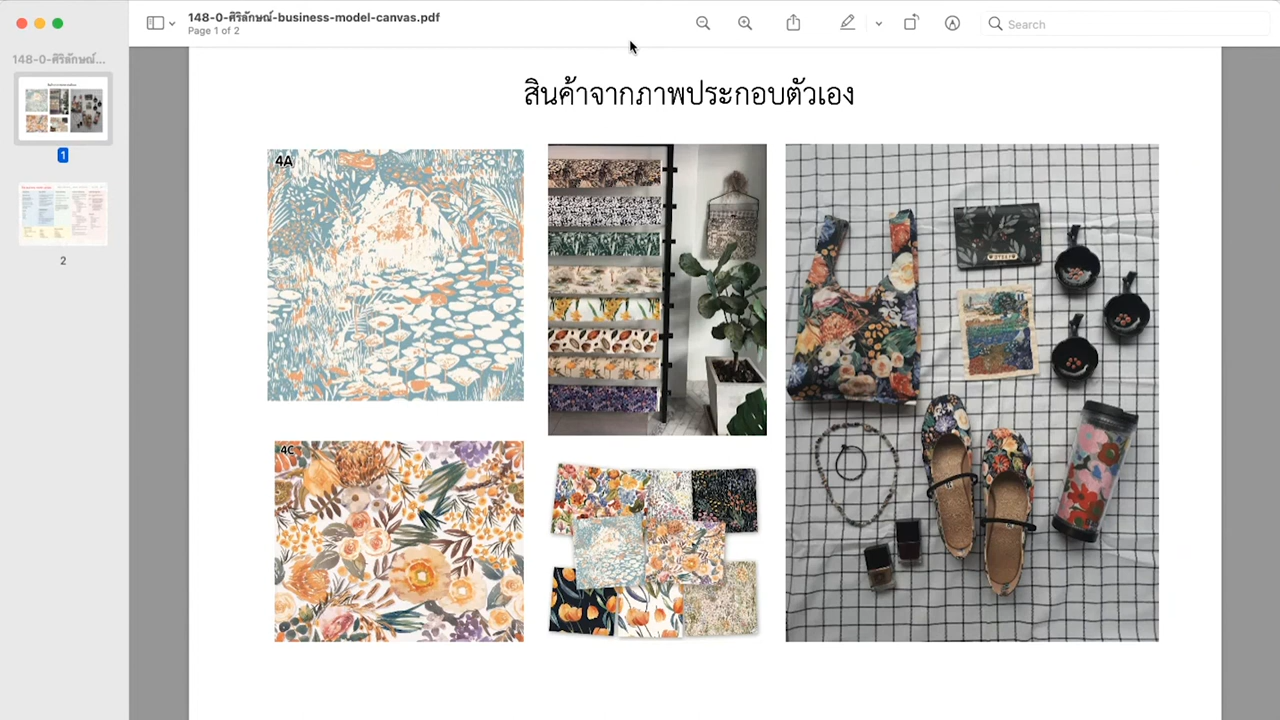 148-0-ศิริลักษณ์-business-model-canvas.pdf
Page 1 of 2
Search
148-0-ศิริลักษณ์...
1
2
สินค้าจากภาพประกอบตัวเอง
4A
4C